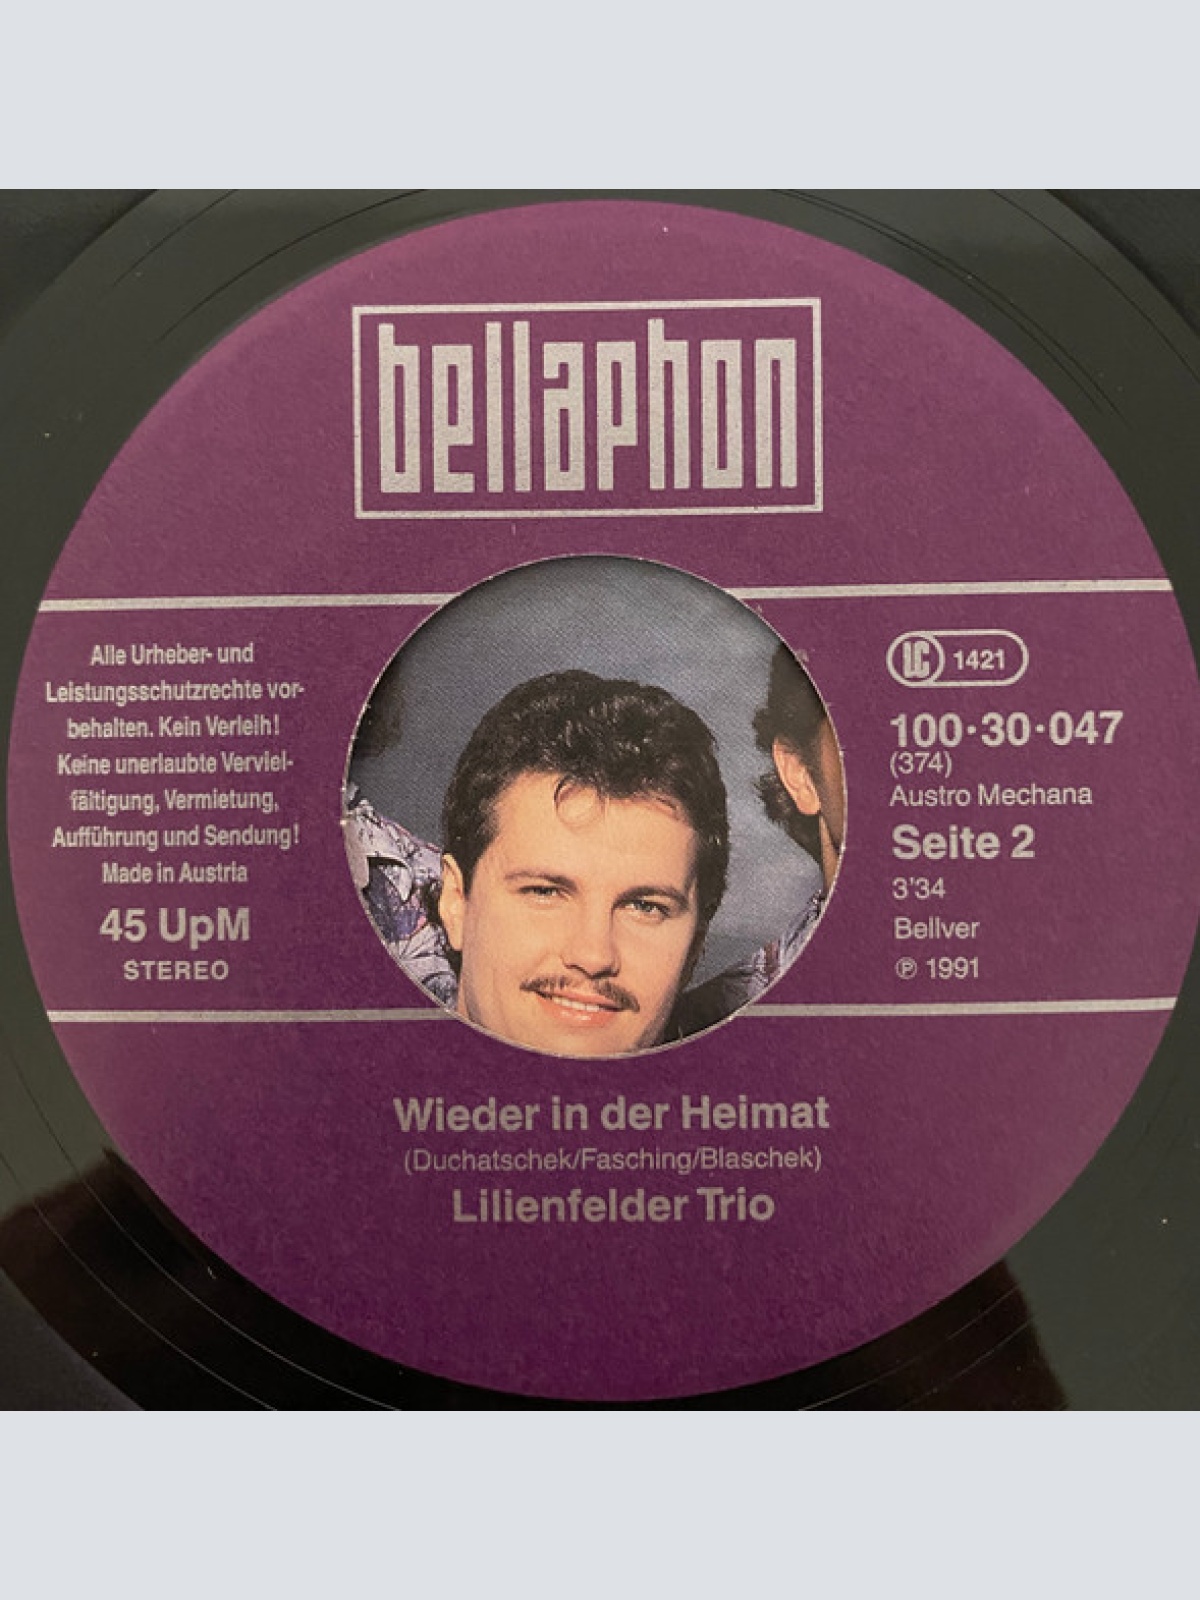 bellaphon
Alle Urheber- und
Leistungsschutzrechte vor-
behalten. Kein Verleih!
Keine unerlaubte Verviel-
fältigung, Vermietung,
Aufführung und Sendung!
Made in Austria
45 UpM
STEREO
LC 1421
100·30·047
(374)
Austro Mechana
Seite 2
3'34
Bellver
℗ 1991
Wieder in der Heimat
(Duchatschek/Fasching/Blaschek)
Lilienfelder Trio